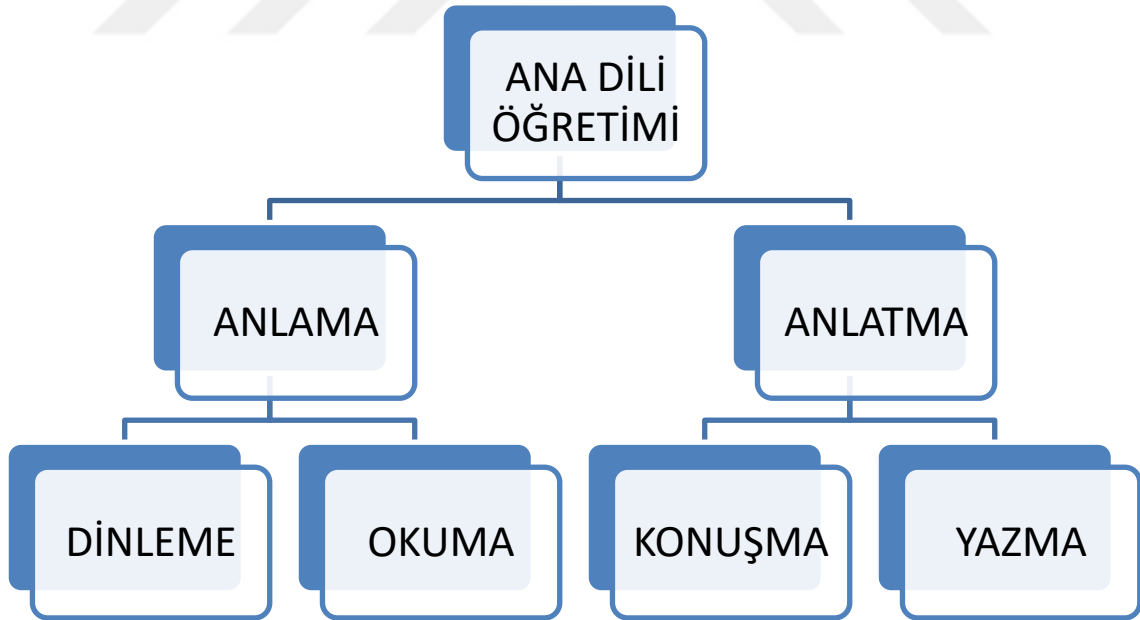 ANA DİLİ
ÖĞRETİMİ
ANLAMA
ANLATMA
DİNLEME
OKUMA
KONUŞMA
YAZMA